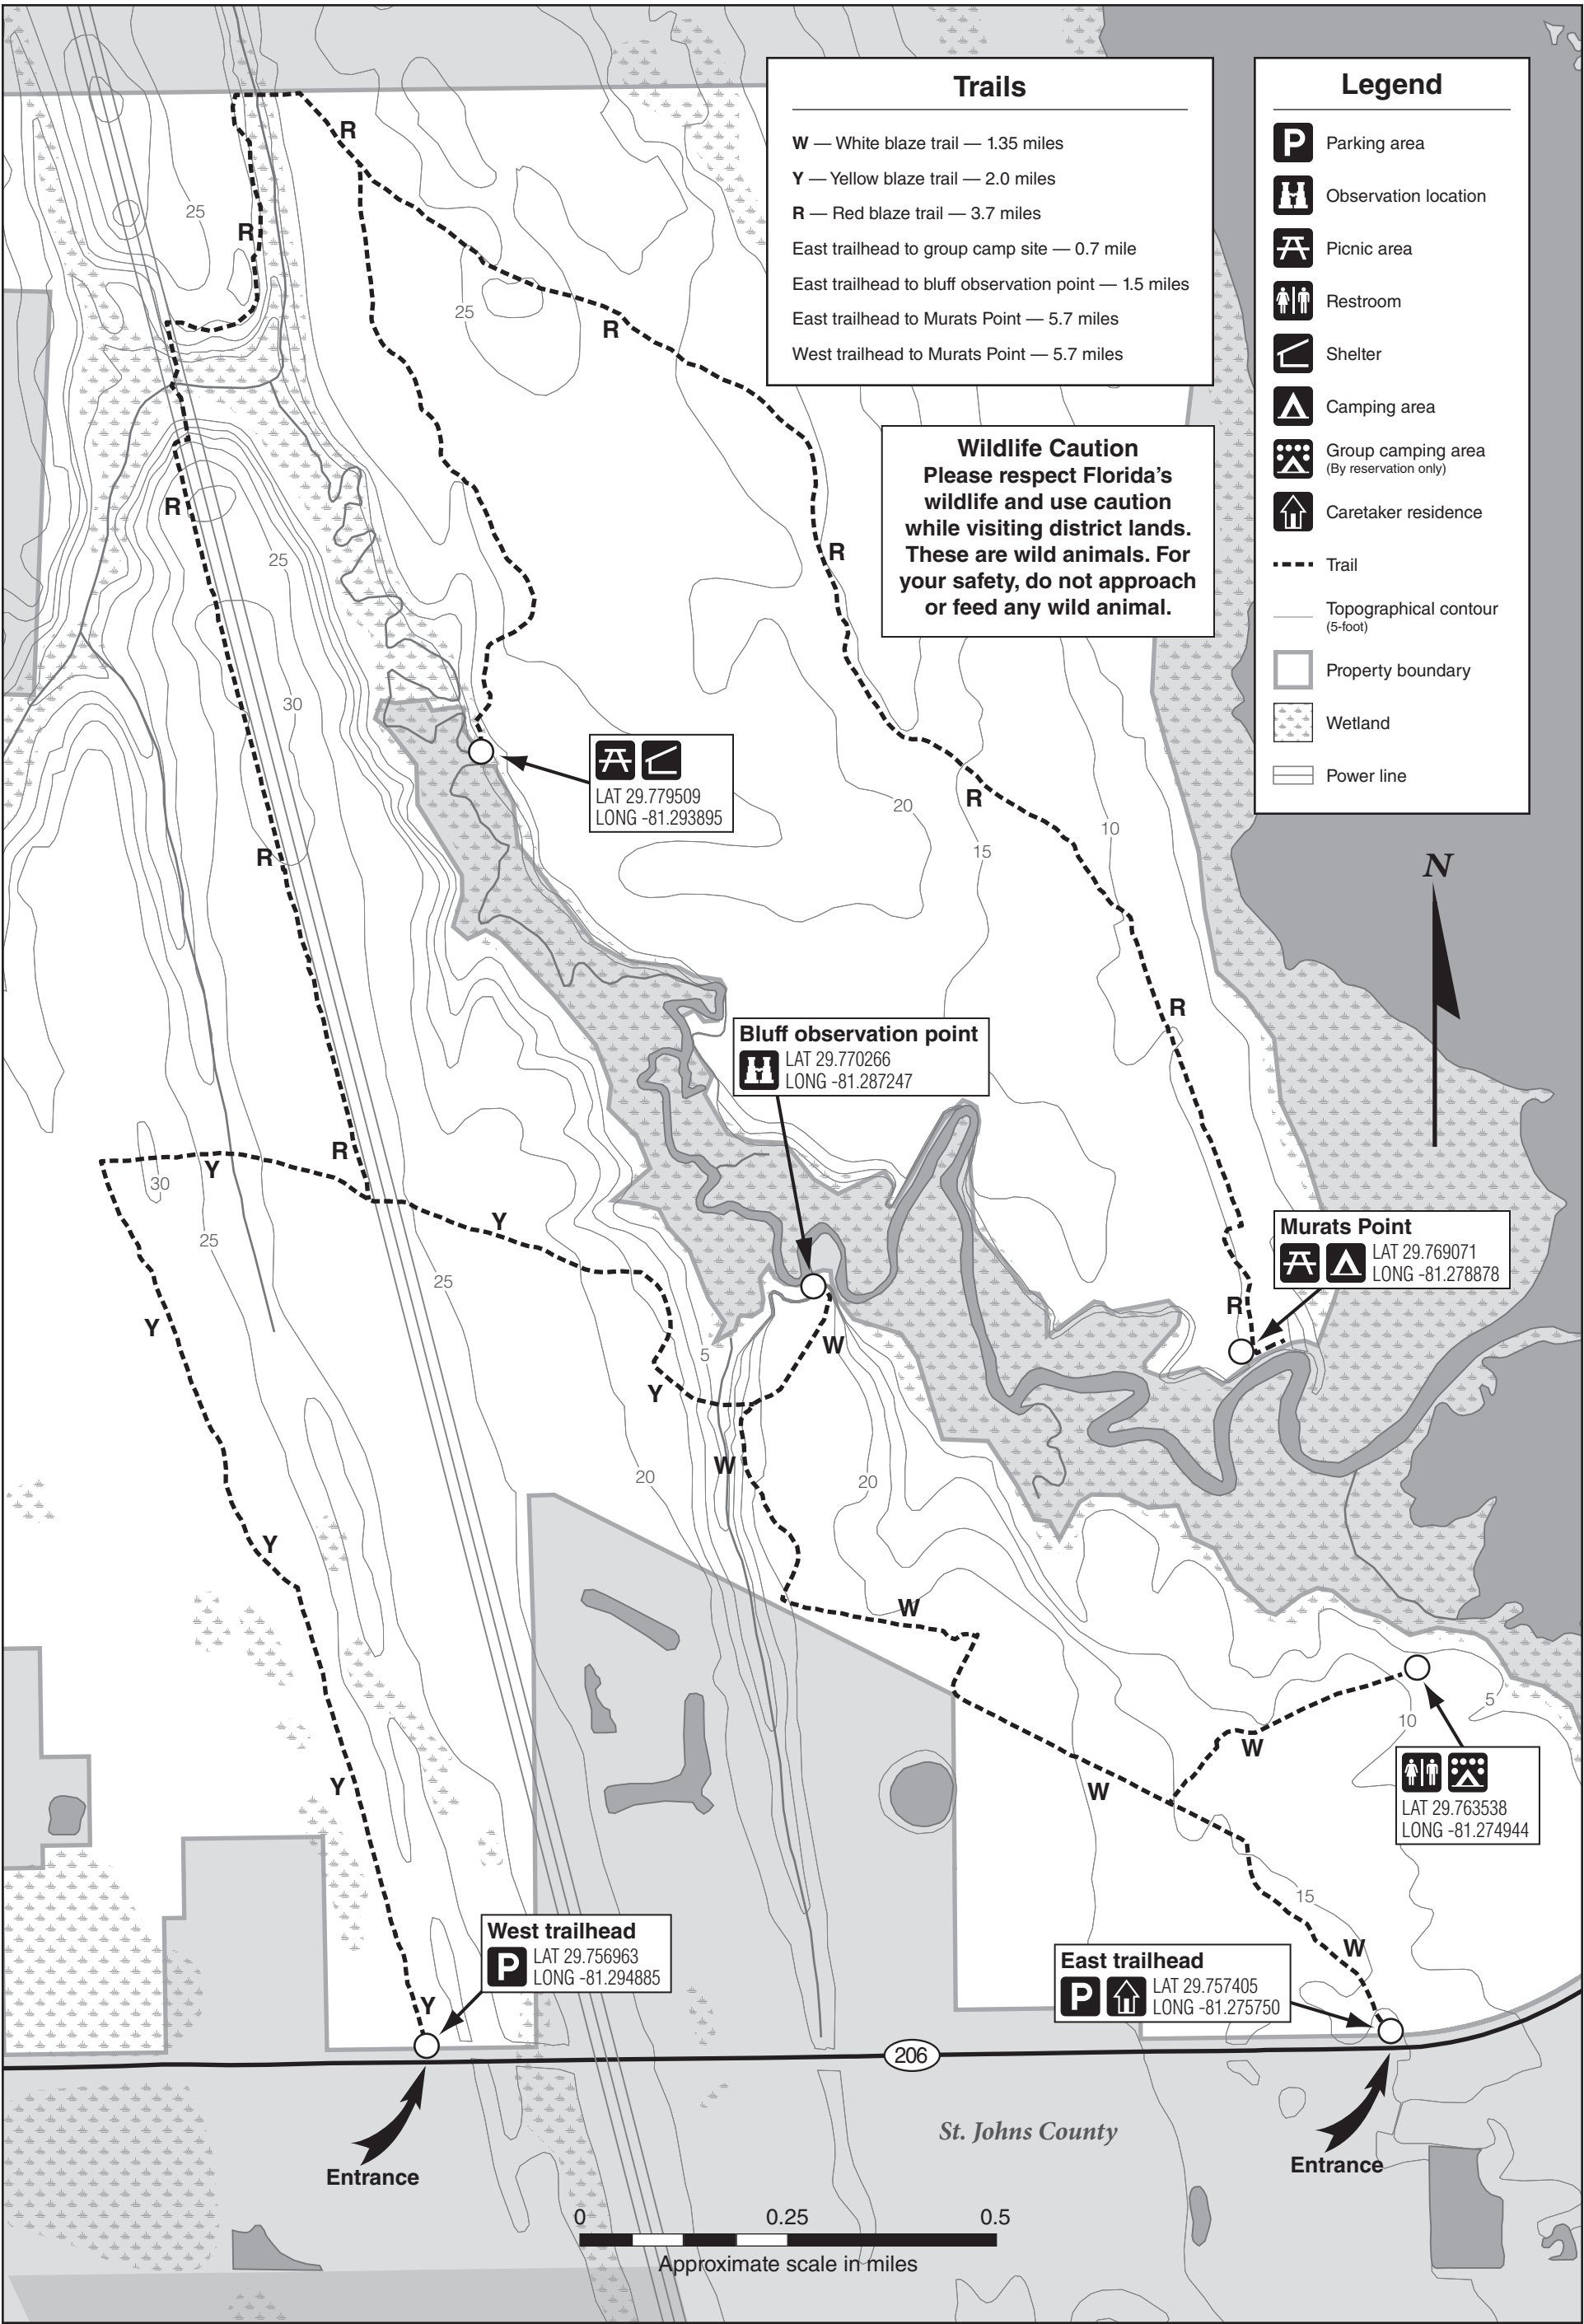 Trails
W — White blaze trail — 1.35 miles
Y — Yellow blaze trail — 2.0 miles
R — Red blaze trail — 3.7 miles
East trailhead to group camp site — 0.7 mile
East trailhead to bluff observation point — 1.5 miles
East trailhead to Murats Point — 5.7 miles
West trailhead to Murats Point — 5.7 miles
Legend
P Parking area
Observation location
Picnic area
Restroom
Shelter
Camping area
Group camping area
(By reservation only)
Caretaker residence
Trail
Topographical contour
(5-foot)
Property boundary
Wetland
Power line
Wildlife Caution
Please respect Florida’s
wildlife and use caution
while visiting district lands.
These are wild animals. For
your safety, do not approach
or feed any wild animal.
R
25
R
25
R
R
R
25
30
LAT 29.779509
LONG -81.293895
20
R
15
10
R
N
R
Bluff observation point
LAT 29.770266
LONG -81.287247
R
Y
30
Y
25
25
Murats Point
LAT 29.769071
LONG -81.278878
R
Y
5
W
Y
W
20
20
Y
W
5
10
W
Y
W
LAT 29.763538
LONG -81.274944
15
West trailhead
P
LAT 29.756963
LONG -81.294885
Y
W
East trailhead
P
LAT 29.757405
LONG -81.275750
206
St. Johns County
Entrance
Entrance
0 0.25 0.5
Approximate scale in miles